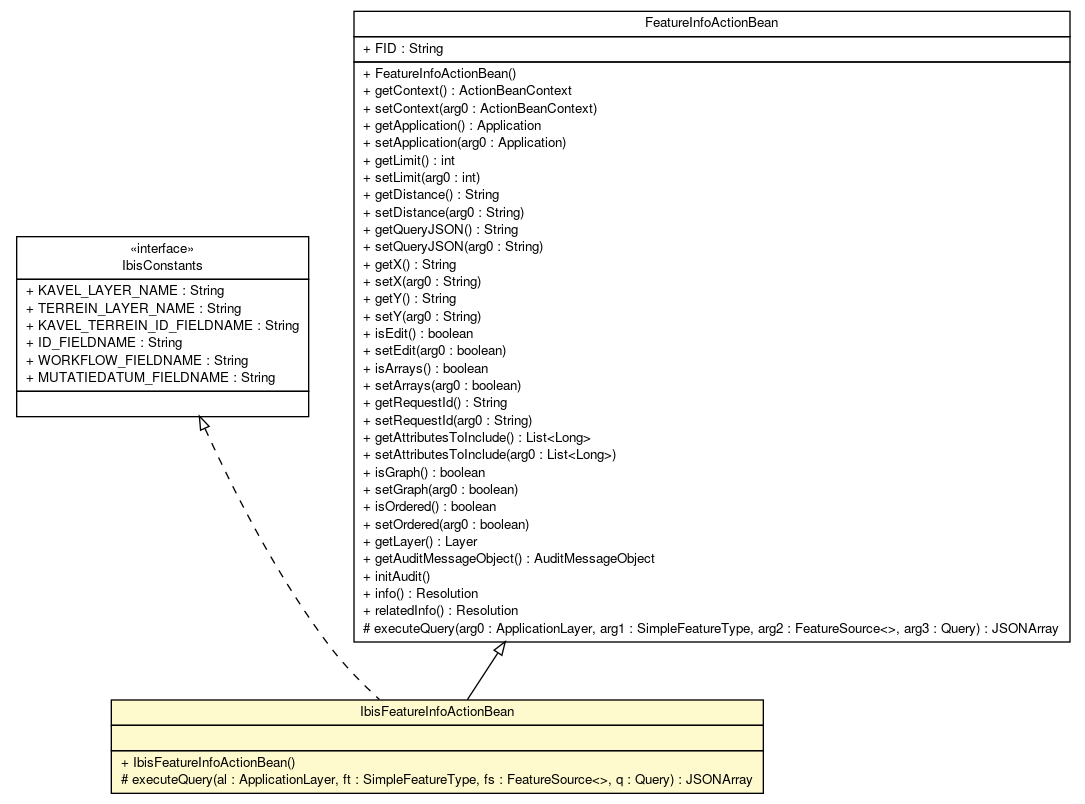 FeatureInfoActionBean
+ FID : String
+ FeatureInfoActionBean()
+ getContext() : ActionBeanContext
+ setContext(arg0 : ActionBeanContext)
+ getApplication() : Application
+ setApplication(arg0 : Application)
+ getLimit() : int
+ setLimit(arg0 : int)
+ getDistance() : String
+ setDistance(arg0 : String)
+ getQueryJSON() : String
+ setQueryJSON(arg0 : String)
+ getX() : String
+ setX(arg0 : String)
+ getY() : String
+ setY(arg0 : String)
+ isEdit() : boolean
+ setEdit(arg0 : boolean)
+ isArrays() : boolean
+ setArrays(arg0 : boolean)
+ getRequestId() : String
+ setRequestId(arg0 : String)
+ getAttributesToInclude() : List<Long>
+ setAttributesToInclude(arg0 : List<Long>)
+ isGraph() : boolean
+ setGraph(arg0 : boolean)
+ isOrdered() : boolean
+ setOrdered(arg0 : boolean)
+ getLayer() : Layer
+ getAuditMessageObject() : AuditMessageObject
+ initAudit()
+ info() : Resolution
+ relatedInfo() : Resolution
# executeQuery(arg0 : ApplicationLayer, arg1 : SimpleFeatureType, arg2 : FeatureSource<>, arg3 : Query) : JSONArray
«interface»
IbisConstants
+ KAVEL_LAYER_NAME : String
+ TERREIN_LAYER_NAME : String
+ KAVEL_TERREIN_ID_FIELDNAME : String
+ ID_FIELDNAME : String
+ WORKFLOW_FIELDNAME : String
+ MUTATIEDATUM_FIELDNAME : String
IbisFeatureInfoActionBean
+ IbisFeatureInfoActionBean()
# executeQuery(al : ApplicationLayer, ft : SimpleFeatureType, fs : FeatureSource<>, q : Query) : JSONArray